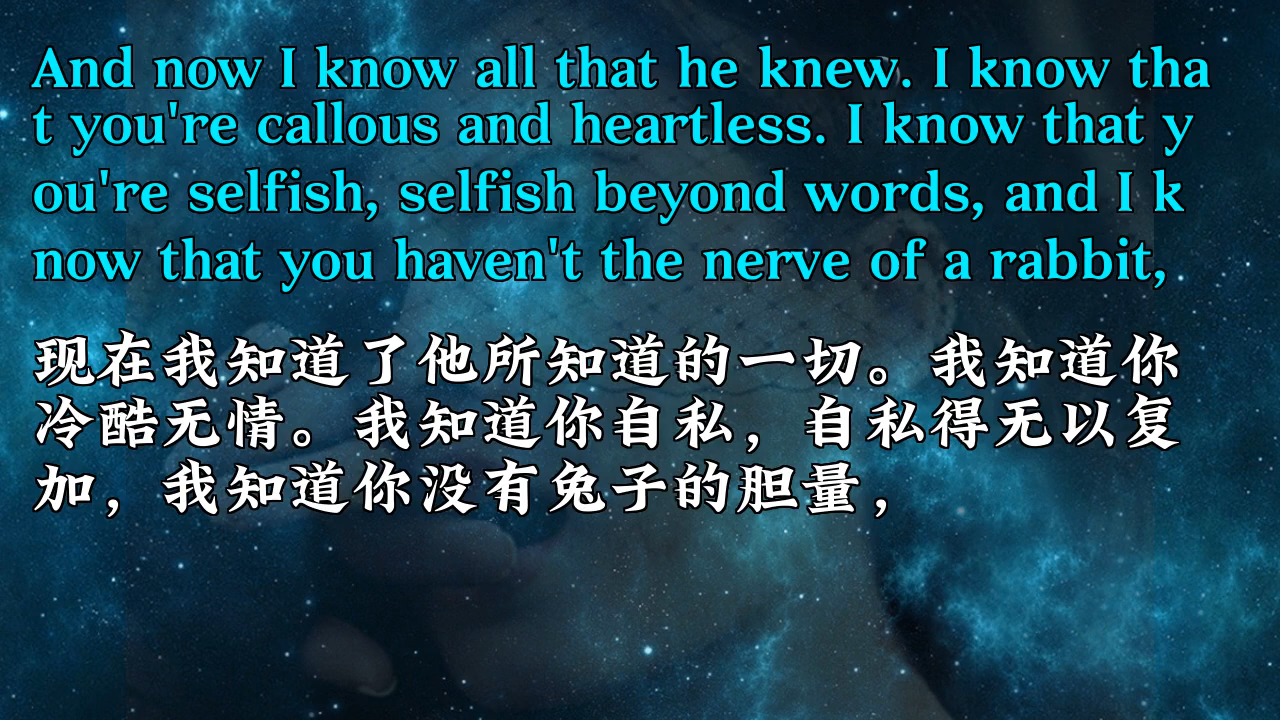 And now I know all that he knew. I know tha
t you're callous and heartless. I know that y
ou're selfish, selfish beyond words, and I k
now that you haven't the nerve of a rabbit,
现在我知道了他所知道的一切。我知道你
冷酷无情。我知道你自私，自私得无以复
加，我知道你没有兔子的胆量，